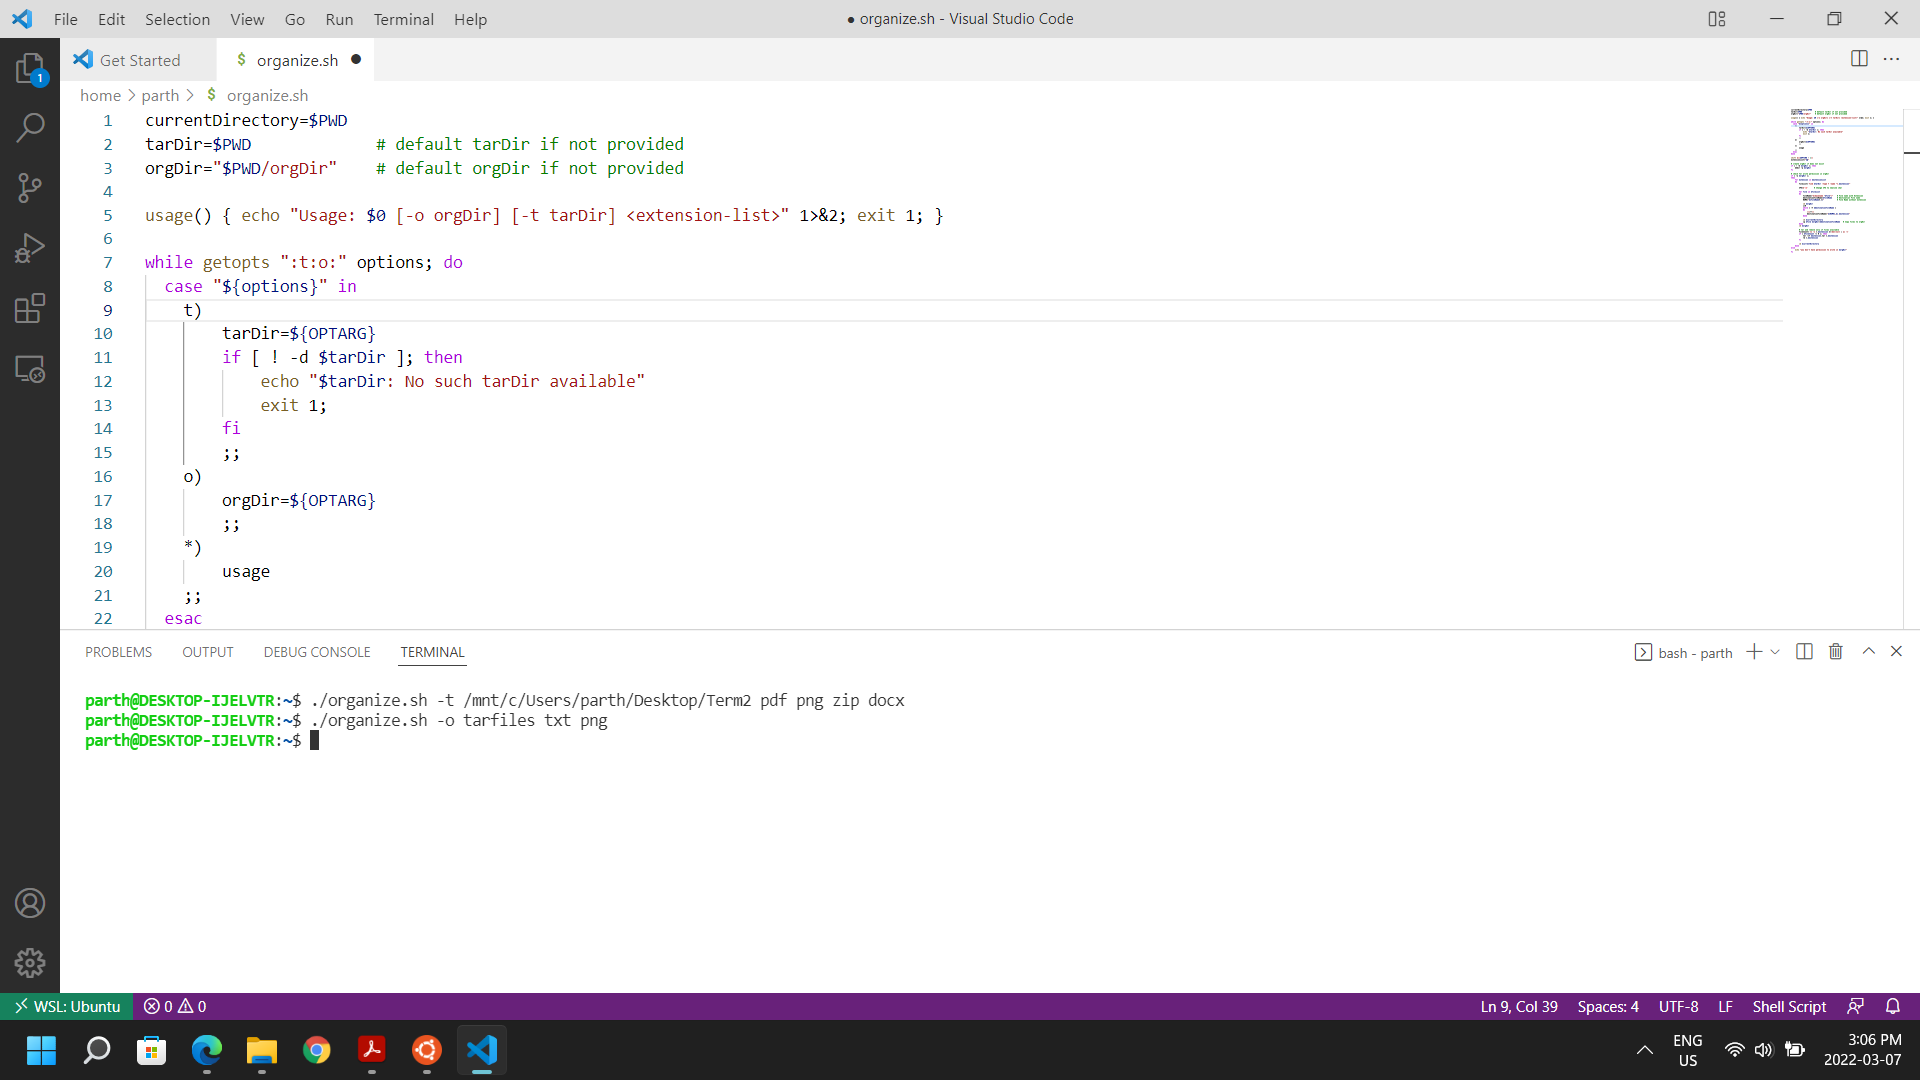 File Edit Selection View Go Run Terminal Help
● organize.sh - Visual Studio Code
Get Started
$ organize.sh ●
home > parth > $ organize.sh
1 currentDirectory=$PWD
2 tarDir=$PWD # default tarDir if not provided
3 orgDir="$PWD/orgDir" # default orgDir if not provided
4
5 usage() { echo "Usage: $0 [-o orgDir] [-t tarDir] <extension-list>" 1>&2; exit 1; }
6
7 while getopts ":t:o:" options; do
8 case "${options}" in
9 t)
10 tarDir=${OPTARG}
11 if [ ! -d $tarDir ]; then
12 echo "$tarDir: No such tarDir available"
13 exit 1;
14 fi
15 ;;
16 o)
17 orgDir=${OPTARG}
18 ;;
19 *)
20 usage
21 ;;
22 esac
1
PROBLEMS OUTPUT DEBUG CONSOLE TERMINAL
bash - parth
parth@DESKTOP-IJELVTR:~$ ./organize.sh -t /mnt/c/Users/parth/Desktop/Term2 pdf png zip docx
parth@DESKTOP-IJELVTR:~$ ./organize.sh -o tarfiles txt png
parth@DESKTOP-IJELVTR:~$
WSL: Ubuntu 0 0
Ln 9, Col 39 Spaces: 4 UTF-8 LF Shell Script
ENG
US
3:06 PM
2022-03-07